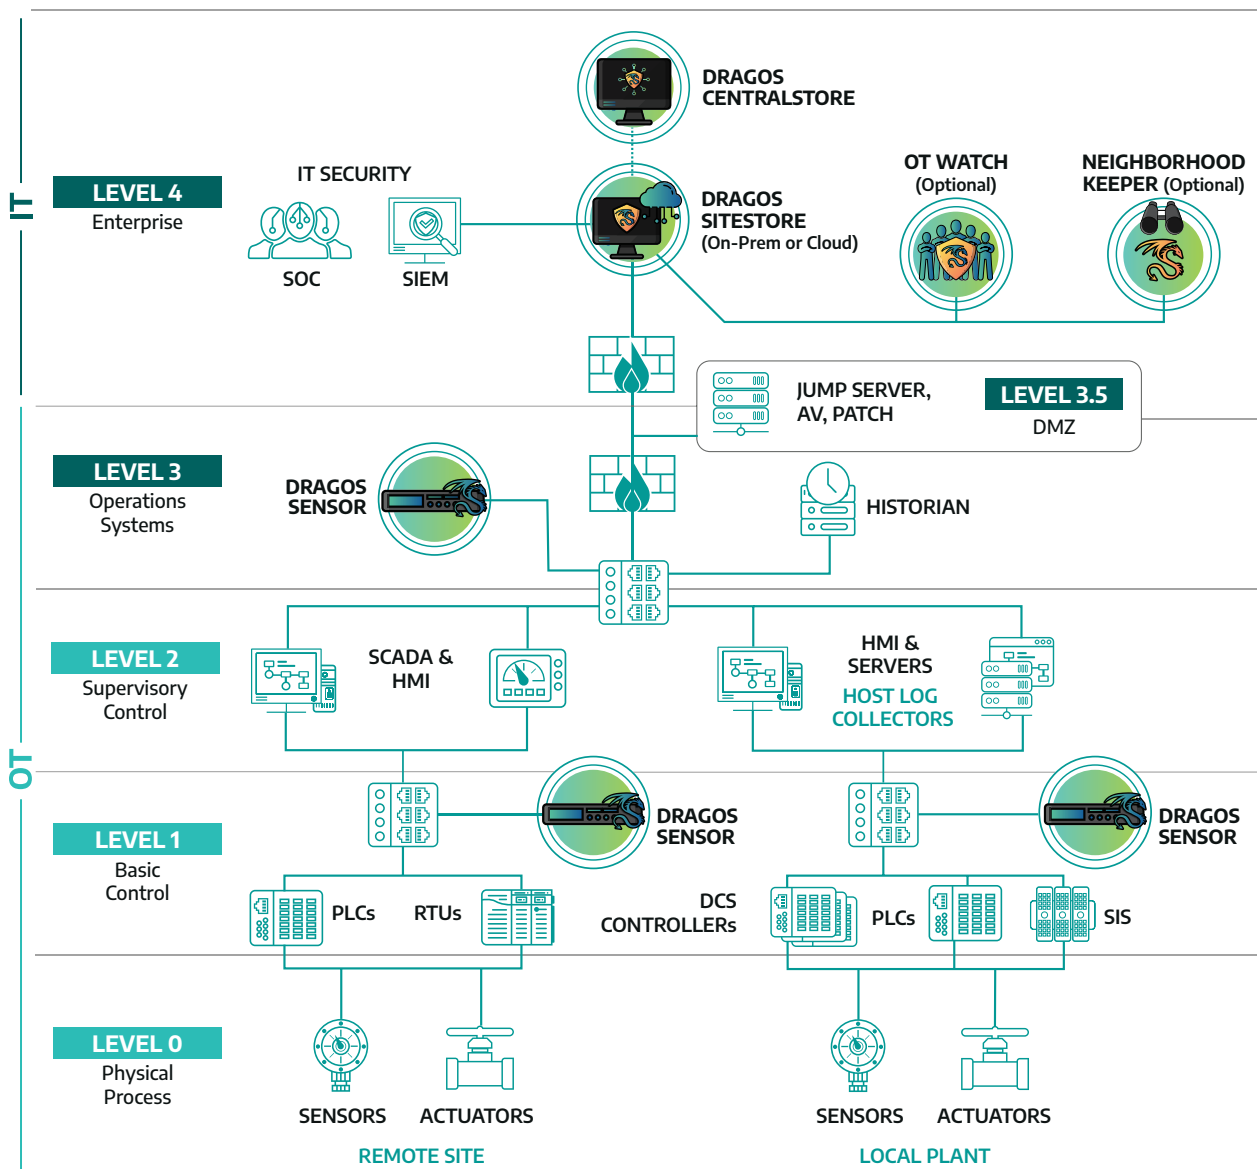 DRAGOS
CENTRALSTORE
IT
LEVEL 4
Enterprise
IT SECURITY
SOC
SIEM
DRAGOS
SITESTORE
(On-Prem or Cloud)
OT WATCH
(Optional)
NEIGHBORHOOD
KEEPER (Optional)
JUMP SERVER,
AV, PATCH
LEVEL 3.5
DMZ
OT
LEVEL 3
Operations
Systems
DRAGOS
SENSOR
HISTORIAN
LEVEL 2
Supervisory
Control
SCADA &
HMI
HMI &
SERVERS
HOST LOG
COLLECTORS
LEVEL 1
Basic
Control
DRAGOS
SENSOR
DRAGOS
SENSOR
PLCs
RTUs
DCS
CONTROLLERs
PLCs
SIS
LEVEL 0
Physical
Process
SENSORS
ACTUATORS
SENSORS
ACTUATORS
REMOTE SITE
LOCAL PLANT